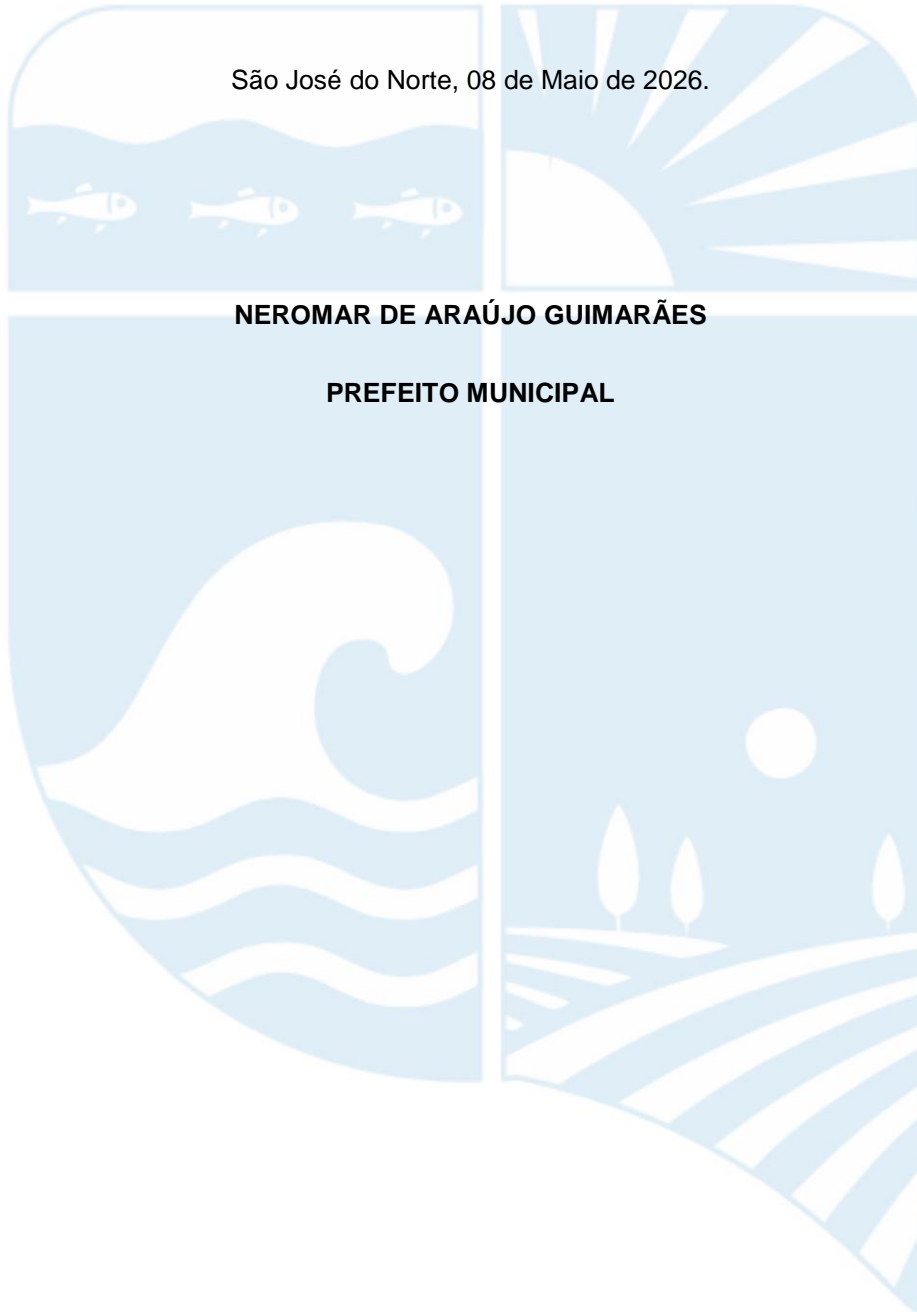 São José do Norte, 08 de Maio de 2026.
NEROMAR DE ARAÚJO GUIMARÃES
PREFEITO MUNICIPAL